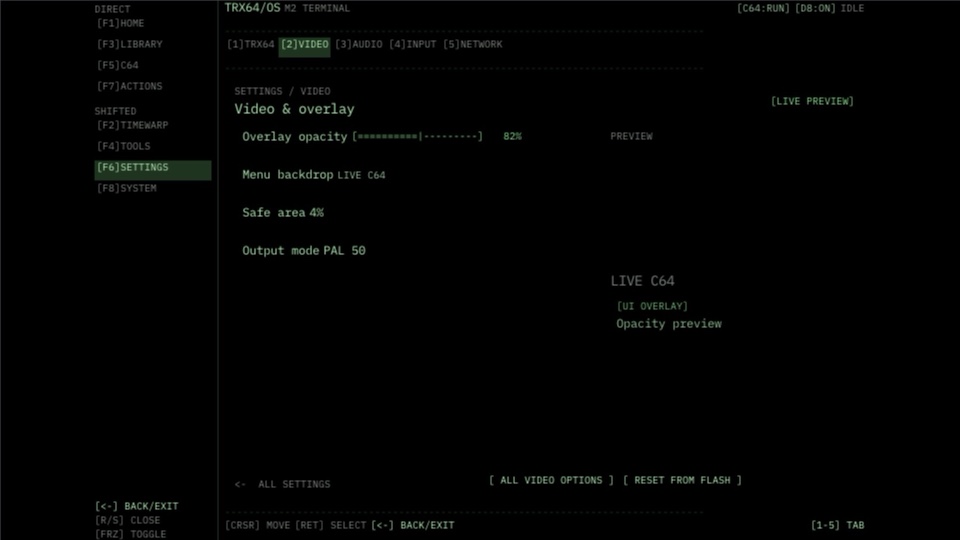 DIRECT
[F1]HOME
[F3]LIBRARY
[F5]C64
[F7]ACTIONS
SHIFTED
[F2]TIMEWARP
[F4]TOOLS
[F6]SETTINGS
[F8]SYSTEM
[<-] BACK/EXIT
[R/S] CLOSE
[FRZ] TOGGLE
TRX64/OS M2 TERMINAL [C64:RUN] [D8:ON] IDLE
[1]TRX64 [2]VIDEO [3]AUDIO [4]INPUT [5]NETWORK
SETTINGS / VIDEO
Video & overlay
[LIVE PREVIEW]
Overlay opacity [==========|---------] 82%
Menu backdrop LIVE C64
Safe area 4%
Output mode PAL 50
PREVIEW
LIVE C64
[UI OVERLAY]
Opacity preview
<- ALL SETTINGS [ ALL VIDEO OPTIONS ] [ RESET FROM FLASH ]
[CRSR] MOVE [RET] SELECT [<-] BACK/EXIT [1-5] TAB